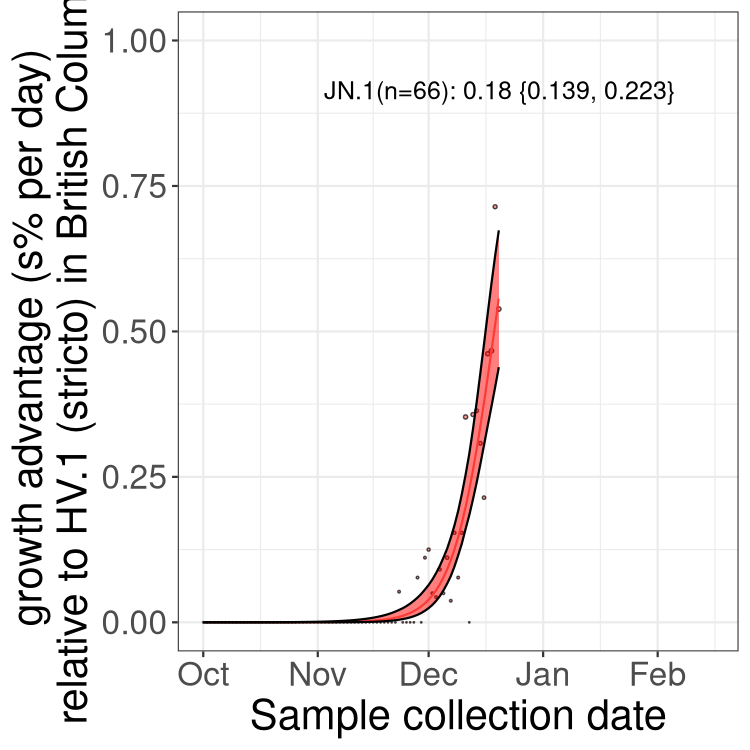 growth advantage (s% per day)
relative to HV.1 (stricto) in British Colum
1.00
0.75
0.50
0.25
0.00
JN.1(n=66): 0.18 {0.139, 0.223}
Oct Nov Dec Jan Feb
Sample collection date